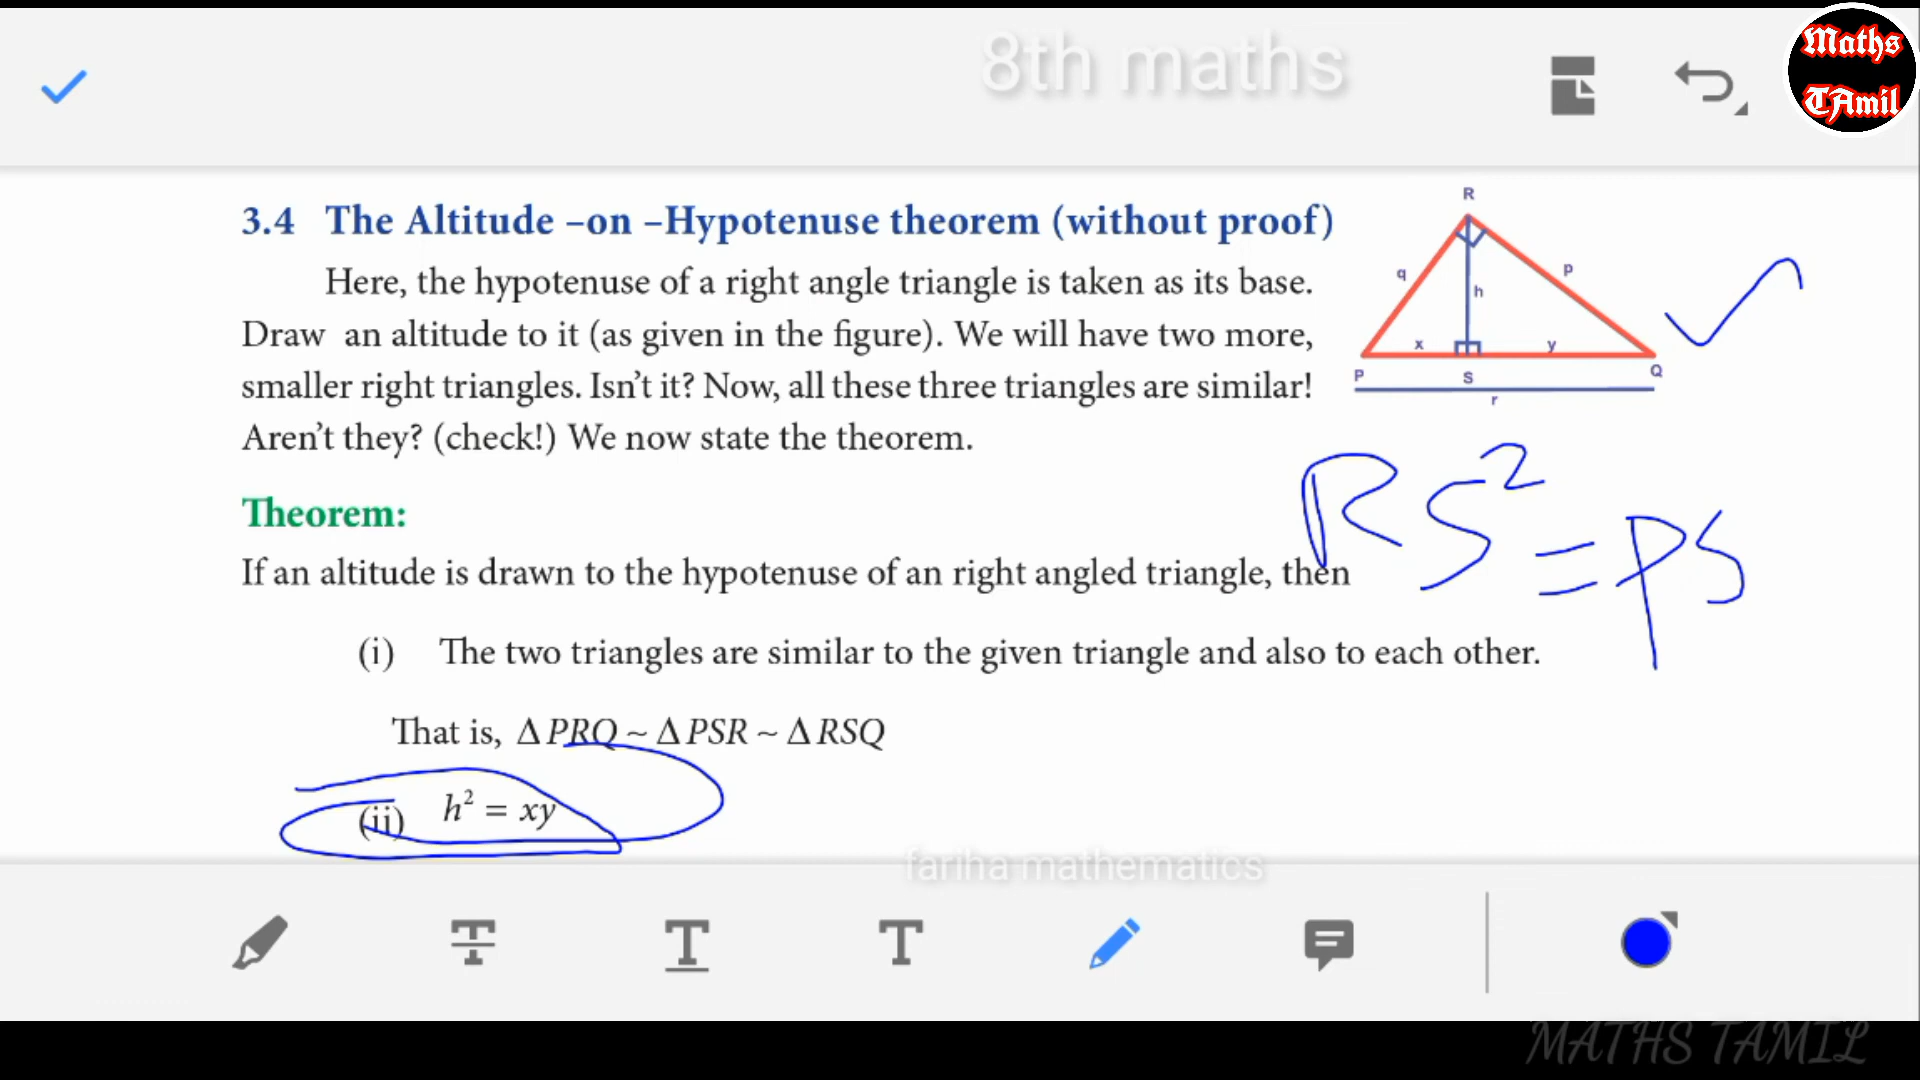 8th maths
Maths
TAmil
3.4 The Altitude –on –Hypotenuse theorem (without proof)
Here, the hypotenuse of a right angle triangle is taken as its base.
Draw an altitude to it (as given in the figure). We will have two more,
smaller right triangles. Isn't it? Now, all these three triangles are similar!
Aren't they? (check!) We now state the theorem.
R
q
p
h
x
y
P
S
Q
r
RS² = PS
Theorem:
If an altitude is drawn to the hypotenuse of an right angled triangle, then
(i) The two triangles are similar to the given triangle and also to each other.
That is, Δ PRQ ~ Δ PSR ~ Δ RSQ
(ii) h² = xy
fariha mathematics
T
T
T
MATHS TAMIL